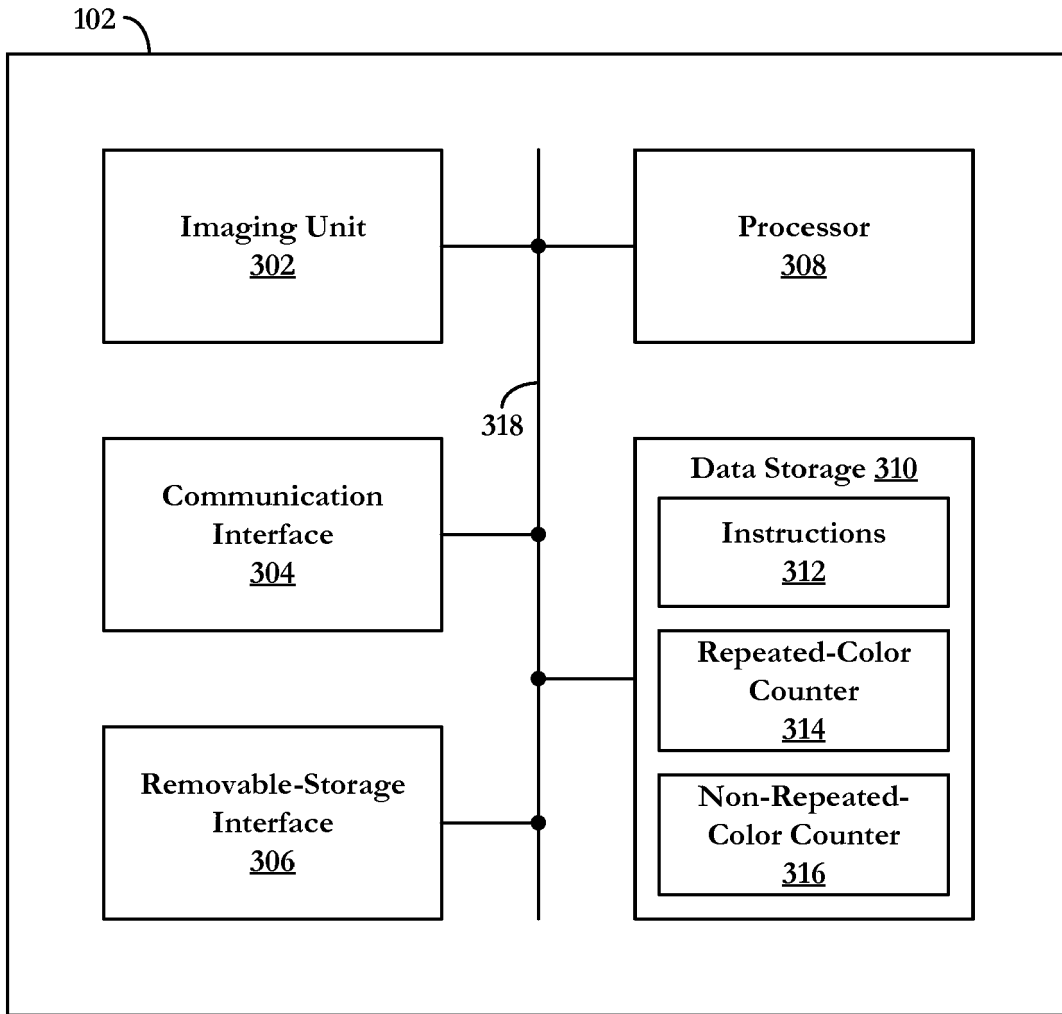 102
Imaging Unit
302
Processor
308
318
Communication
Interface
304
Data Storage 310
Instructions
312
Repeated-Color
Counter
314
Removable-Storage
Interface
306
Non-Repeated-
Color Counter
316